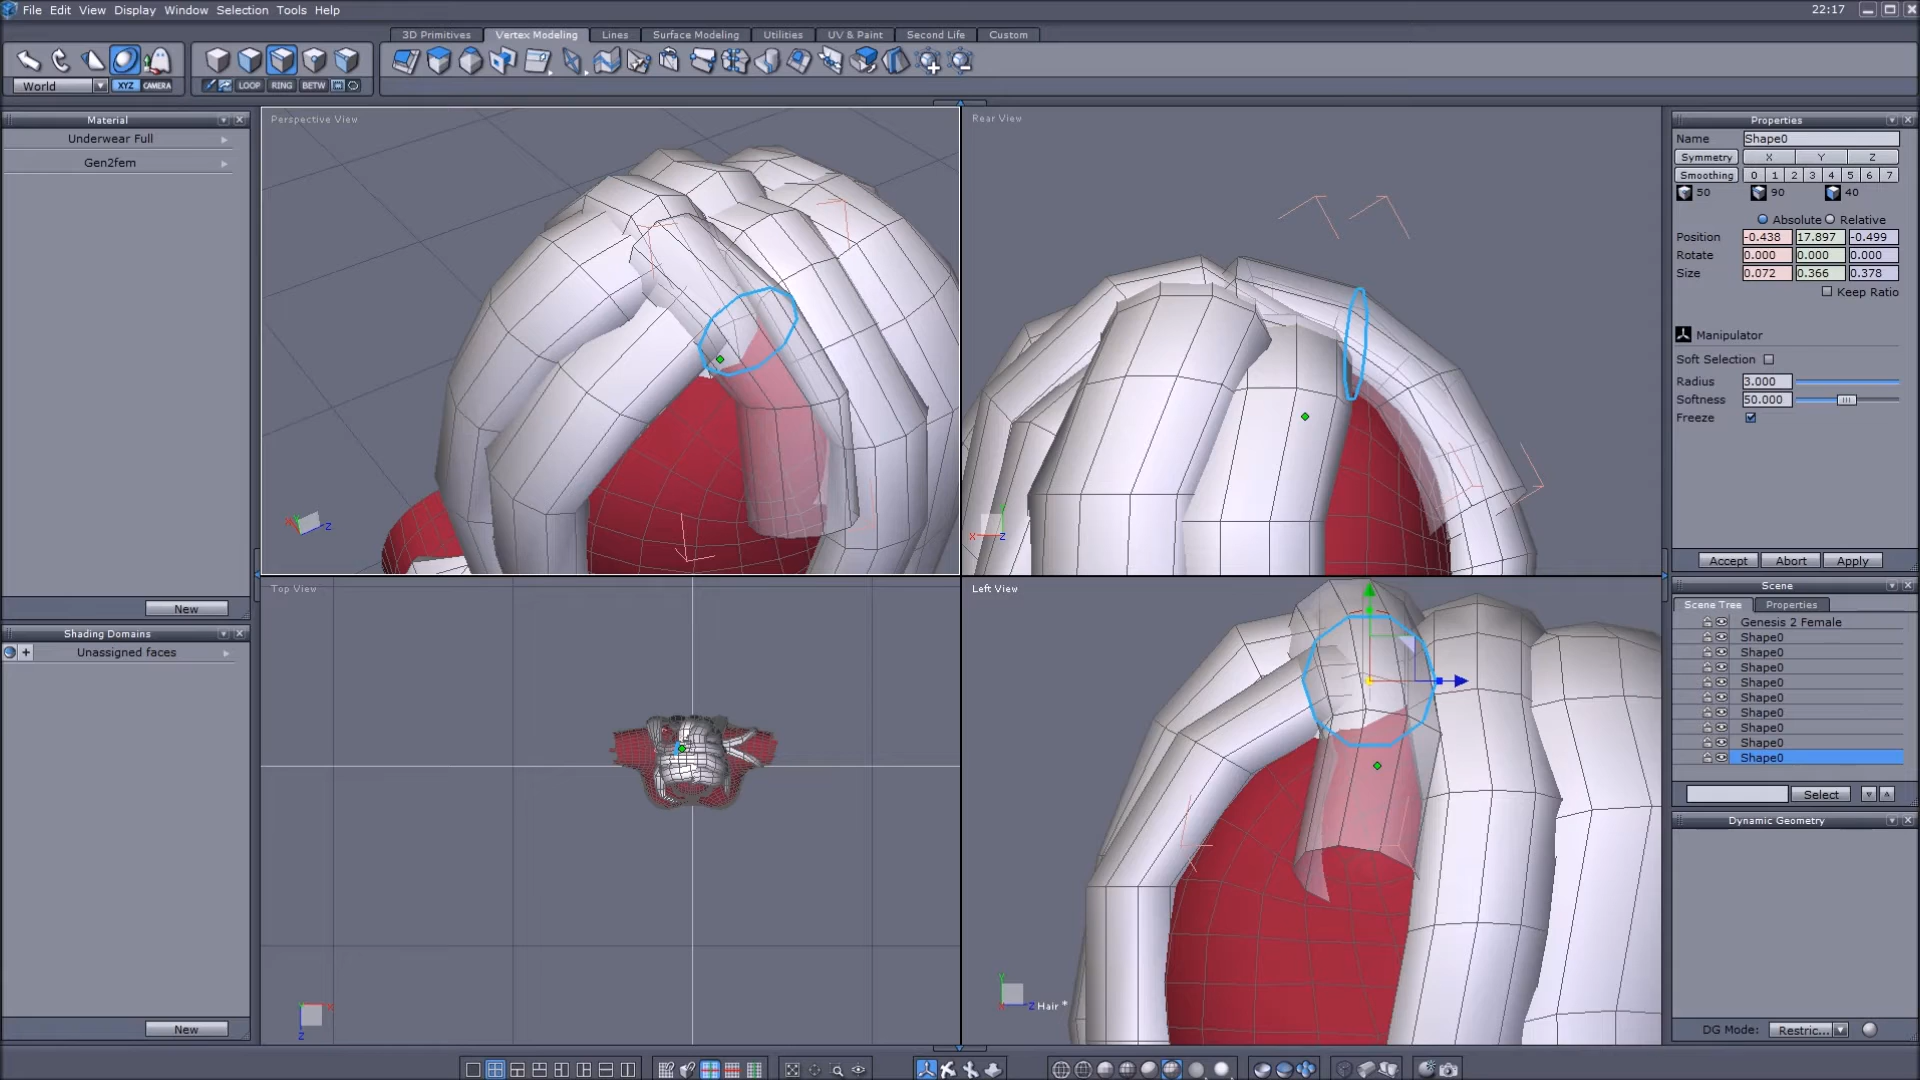 File Edit View Display Window Selection Tools Help
22:17
3D Primitives Vertex Modeling Lines Surface Modeling Utilities UV & Paint Second Life Custom
World
XYZ CAMERA
LOOP RING BETW
Material
Underwear Full
Gen2fem
New
Shading Domains
+ Unassigned faces
New
Perspective View
Rear View
Top View
Left View
X Z
X Z
X
Z
Y
Z Hair *
Properties
Name Shape0
Symmetry X Y Z
Smoothing 0 1 2 3 4 5 6 7
50 90 40
Absolute Relative
Position -0.438 17.897 -0.499
Rotate 0.000 0.000 0.000
Size 0.072 0.366 0.378
Keep Ratio
Manipulator
Soft Selection
Radius 3.000
Softness 50.000
Freeze
Accept Abort Apply
Scene
Scene Tree Properties
Genesis 2 Female
Shape0
Shape0
Shape0
Shape0
Shape0
Shape0
Shape0
Shape0
Shape0
Select
Dynamic Geometry
DG Mode: Restric...